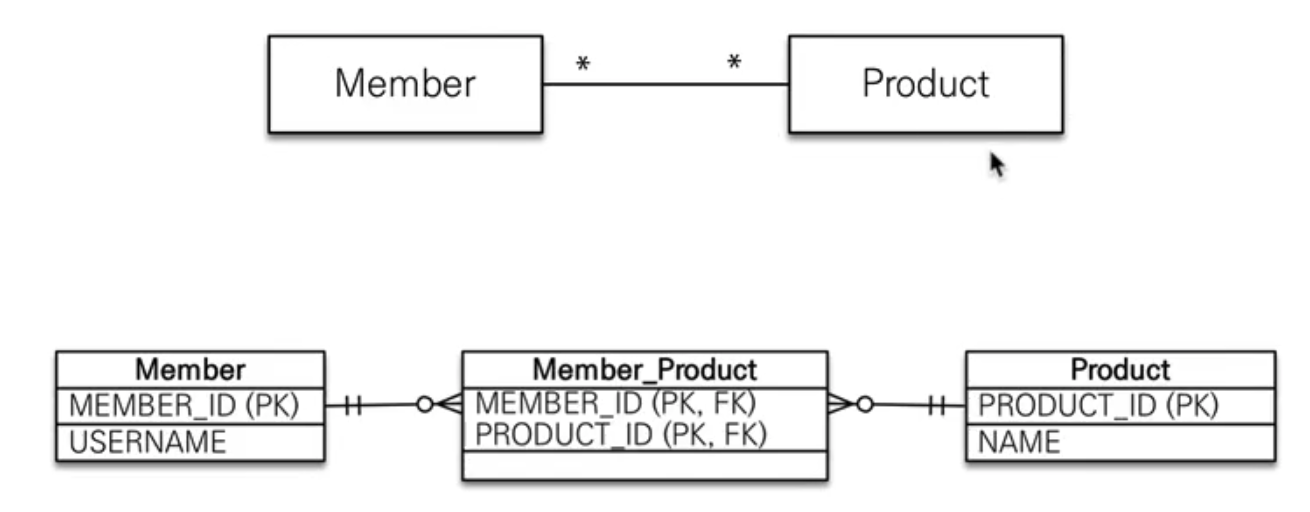 Member
* *
Product
Member
MEMBER_ID (PK)
USERNAME
Member_Product
MEMBER_ID (PK, FK)
PRODUCT_ID (PK, FK)
Product
PRODUCT_ID (PK)
NAME